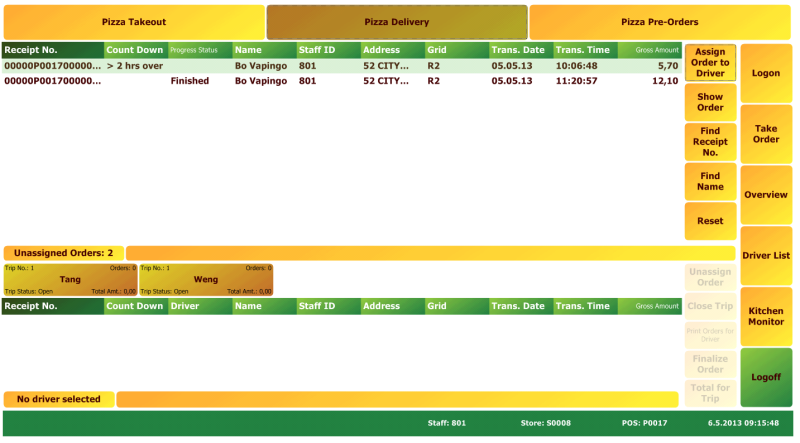 Pizza Takeout Pizza Delivery Pizza Pre-Orders
Receipt No. Count Down Progress Status Name Staff ID Address Grid Trans. Date Trans. Time Gross Amount
00000P001700000... > 2 hrs over Bo Vapingo 801 52 CITY... R2 05.05.13 10:06:48 5,70
00000P001700000... Finished Bo Vapingo 801 52 CITY... R2 05.05.13 11:20:57 12,10
Assign
Order to
Driver
Show
Order
Find
Receipt
No.
Find
Name
Reset
Logon
Take
Order
Overview
Driver List
Kitchen
Monitor
Logoff
Unassigned Orders: 2
Trip No.: 1 Orders: 0
Tang
Trip Status: Open Total Amt.: 0,00
Trip No.: 1 Orders: 0
Weng
Trip Status: Open Total Amt.: 0,00
Unassign
Order
Close Trip
Print Orders for
Driver
Finalize
Order
Total for
Trip
Receipt No. Count Down Driver Name Staff ID Address Grid Trans. Date Trans. Time Gross Amount
No driver selected
Staff: 801 Store: S0008 POS: P0017 6.5.2013 09:15:48